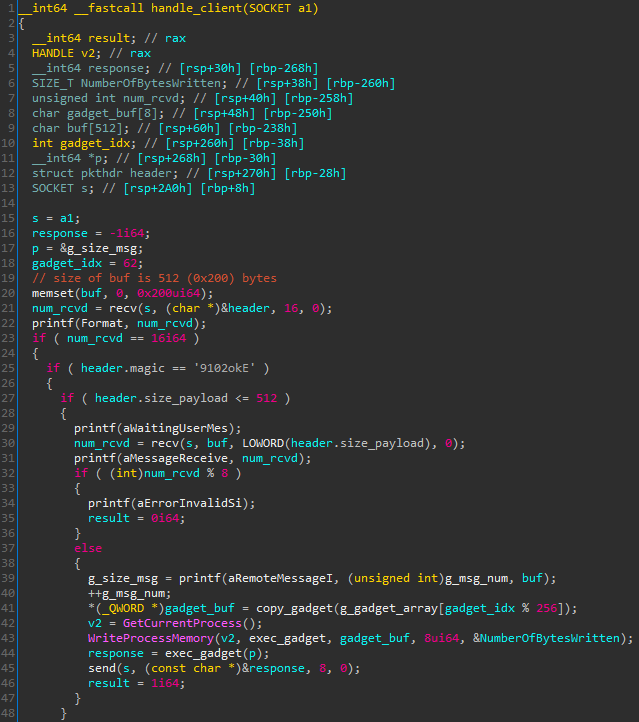 1 __int64 __fastcall handle_client(SOCKET a1)
2 {
3   __int64 result; // rax
4   HANDLE v2; // rax
5   __int64 response; // [rsp+30h] [rbp-268h]
6   SIZE_T NumberOfBytesWritten; // [rsp+38h] [rbp-260h]
7   unsigned int num_rcvd; // [rsp+40h] [rbp-258h]
8   char gadget_buf[8]; // [rsp+48h] [rbp-250h]
9   char buf[512]; // [rsp+60h] [rbp-238h]
10   int gadget_idx; // [rsp+260h] [rbp-38h]
11   __int64 *p; // [rsp+268h] [rbp-30h]
12   struct pkthdr header; // [rsp+270h] [rbp-28h]
13   SOCKET s; // [rsp+2A0h] [rbp+8h]
14
15   s = a1;
16   response = -1i64;
17   p = &g_size_msg;
18   gadget_idx = 62;
19   // size of buf is 512 (0x200) bytes
20   memset(buf, 0, 0x200ui64);
21   num_rcvd = recv(s, (char *)&header, 16, 0);
22   printf(Format, num_rcvd);
23   if ( num_rcvd == 16i64 )
24   {
25     if ( header.magic == '9102okE' )
26     {
27       if ( header.size_payload <= 512 )
28       {
29         printf(aWaitingUserMes);
30         num_rcvd = recv(s, buf, LOWORD(header.size_payload), 0);
31         printf(aMessageReceive, num_rcvd);
32         if ( (int)num_rcvd % 8 )
33         {
34           printf(aErrorInvalidSi);
35           result = 0i64;
36         }
37         else
38         {
39           g_size_msg = printf(aRemoteMessageI, (unsigned int)g_msg_num, buf);
40           ++g_msg_num;
41           *(_QWORD *)gadget_buf = copy_gadget(g_gadget_array[gadget_idx % 256]);
42           v2 = GetCurrentProcess();
43           WriteProcessMemory(v2, exec_gadget, gadget_buf, 8ui64, &NumberOfBytesWritten);
44           response = exec_gadget(p);
45           send(s, (const char *)&response, 8, 0);
46           result = 1i64;
47         }
48       }